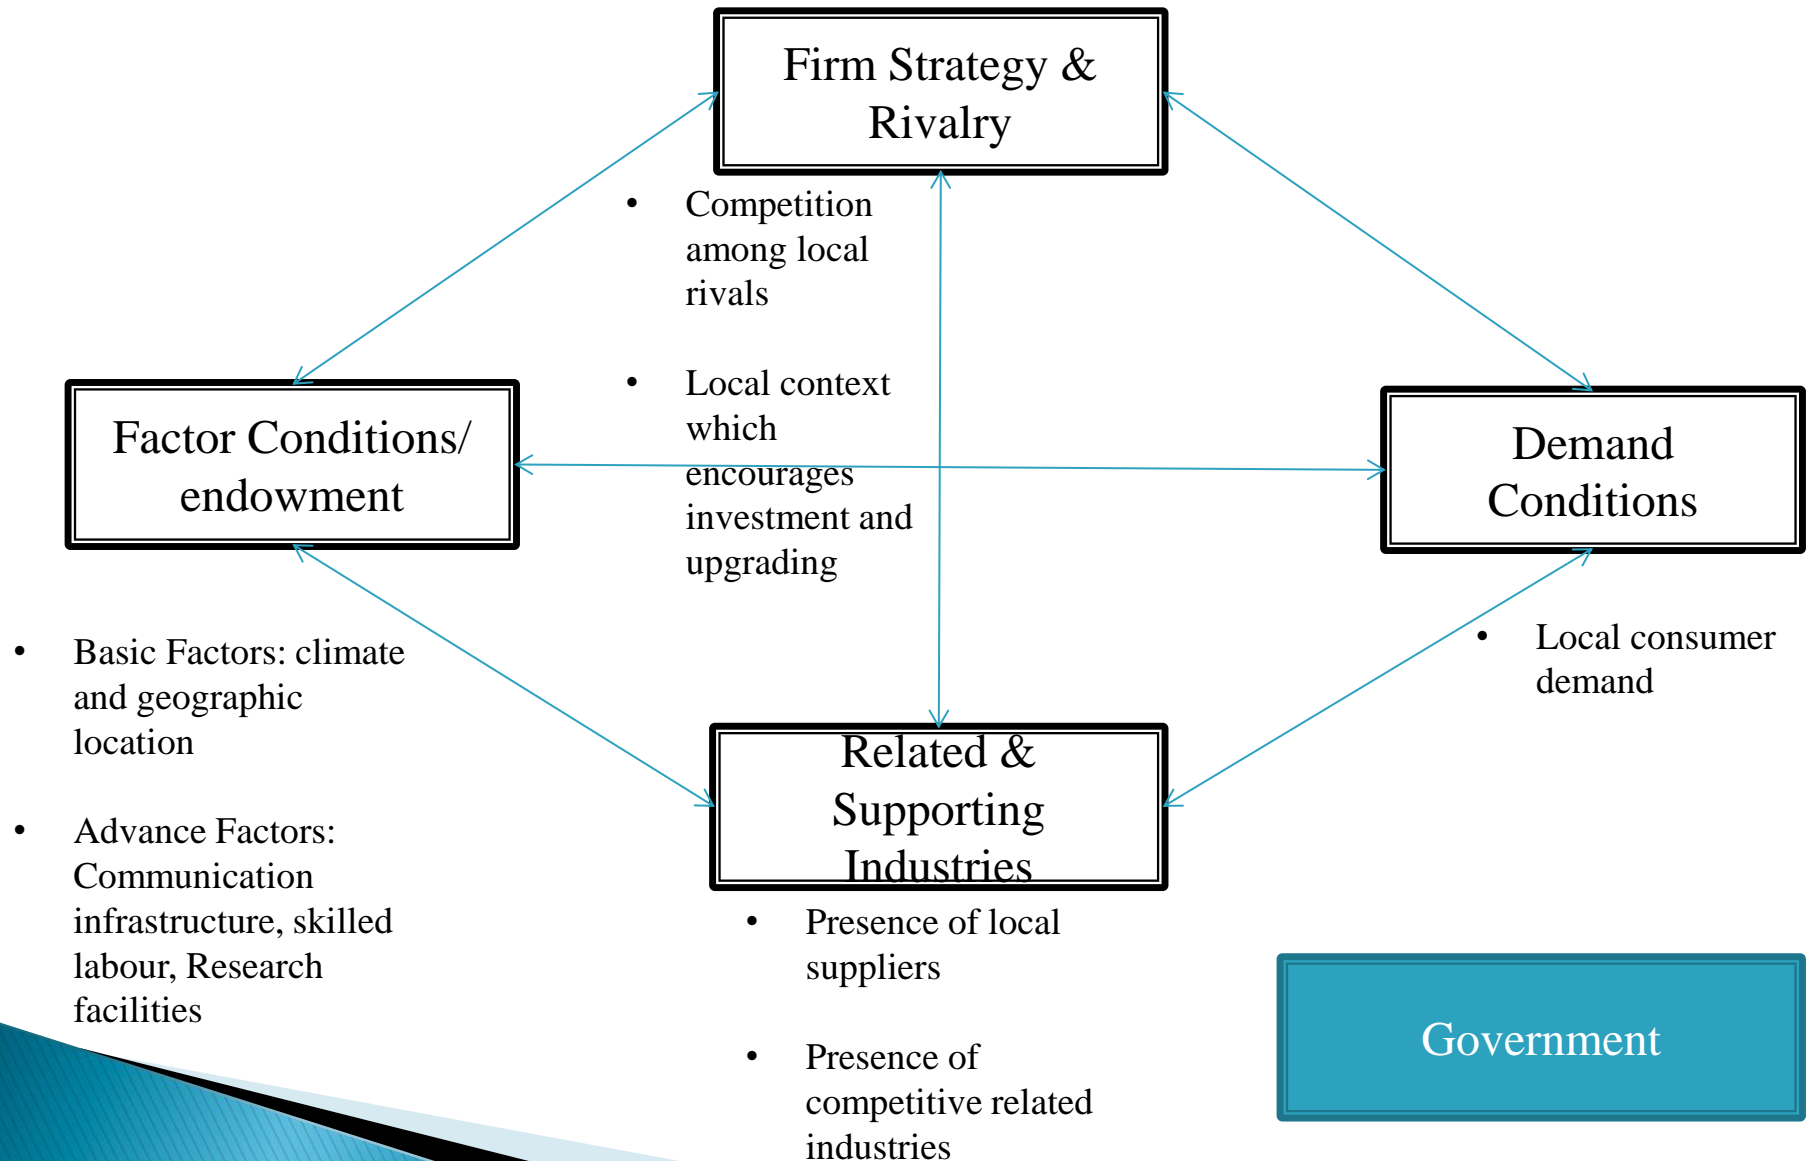 Firm Strategy &
Rivalry
• Competition
among local
rivals
• Local context
which
encourages
investment and
upgrading
Factor Conditions/
endowment
Demand
Conditions
• Basic Factors: climate
and geographic
location
• Advance Factors:
Communication
infrastructure, skilled
labour, Research
facilities
• Local consumer
demand
Related &
Supporting
Industries
• Presence of local
suppliers
• Presence of
competitive related
industries
Government